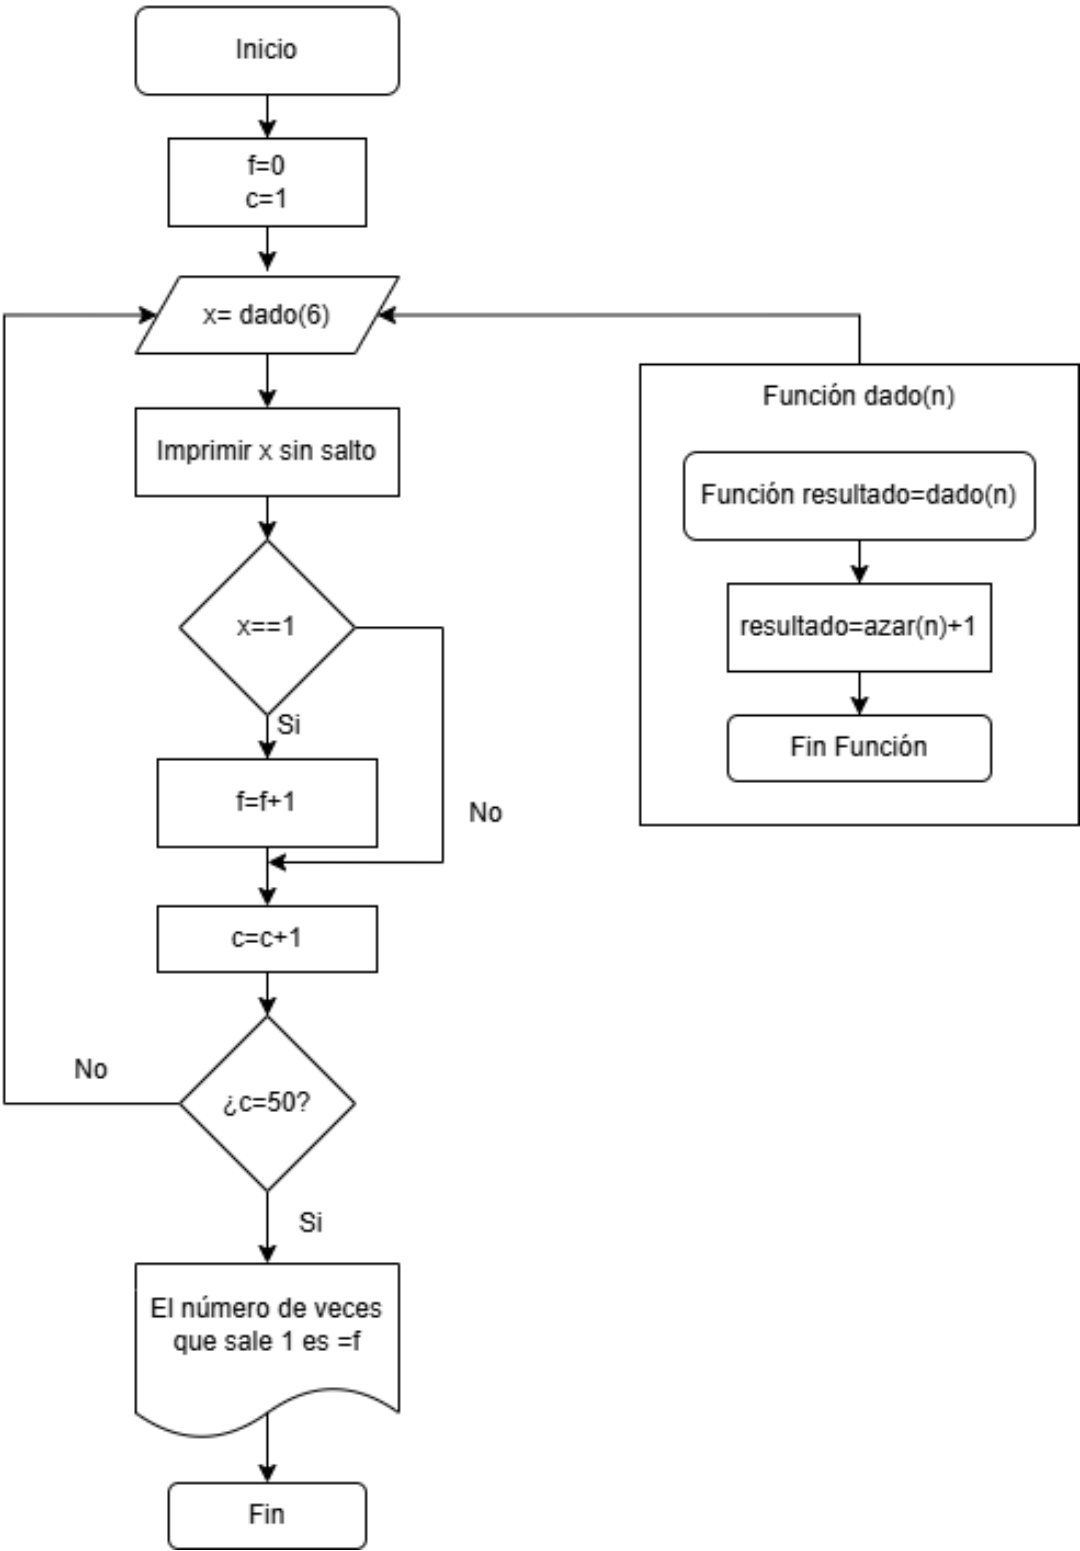 Inicio
f=0
c=1
x= dado(6)
Imprimir x sin salto
x==1
Si
f=f+1
No
c=c+1
¿c=50?
No
Si
El número de veces
que sale 1 es =f
Fin
Función dado(n)
Función resultado=dado(n)
resultado=azar(n)+1
Fin Función